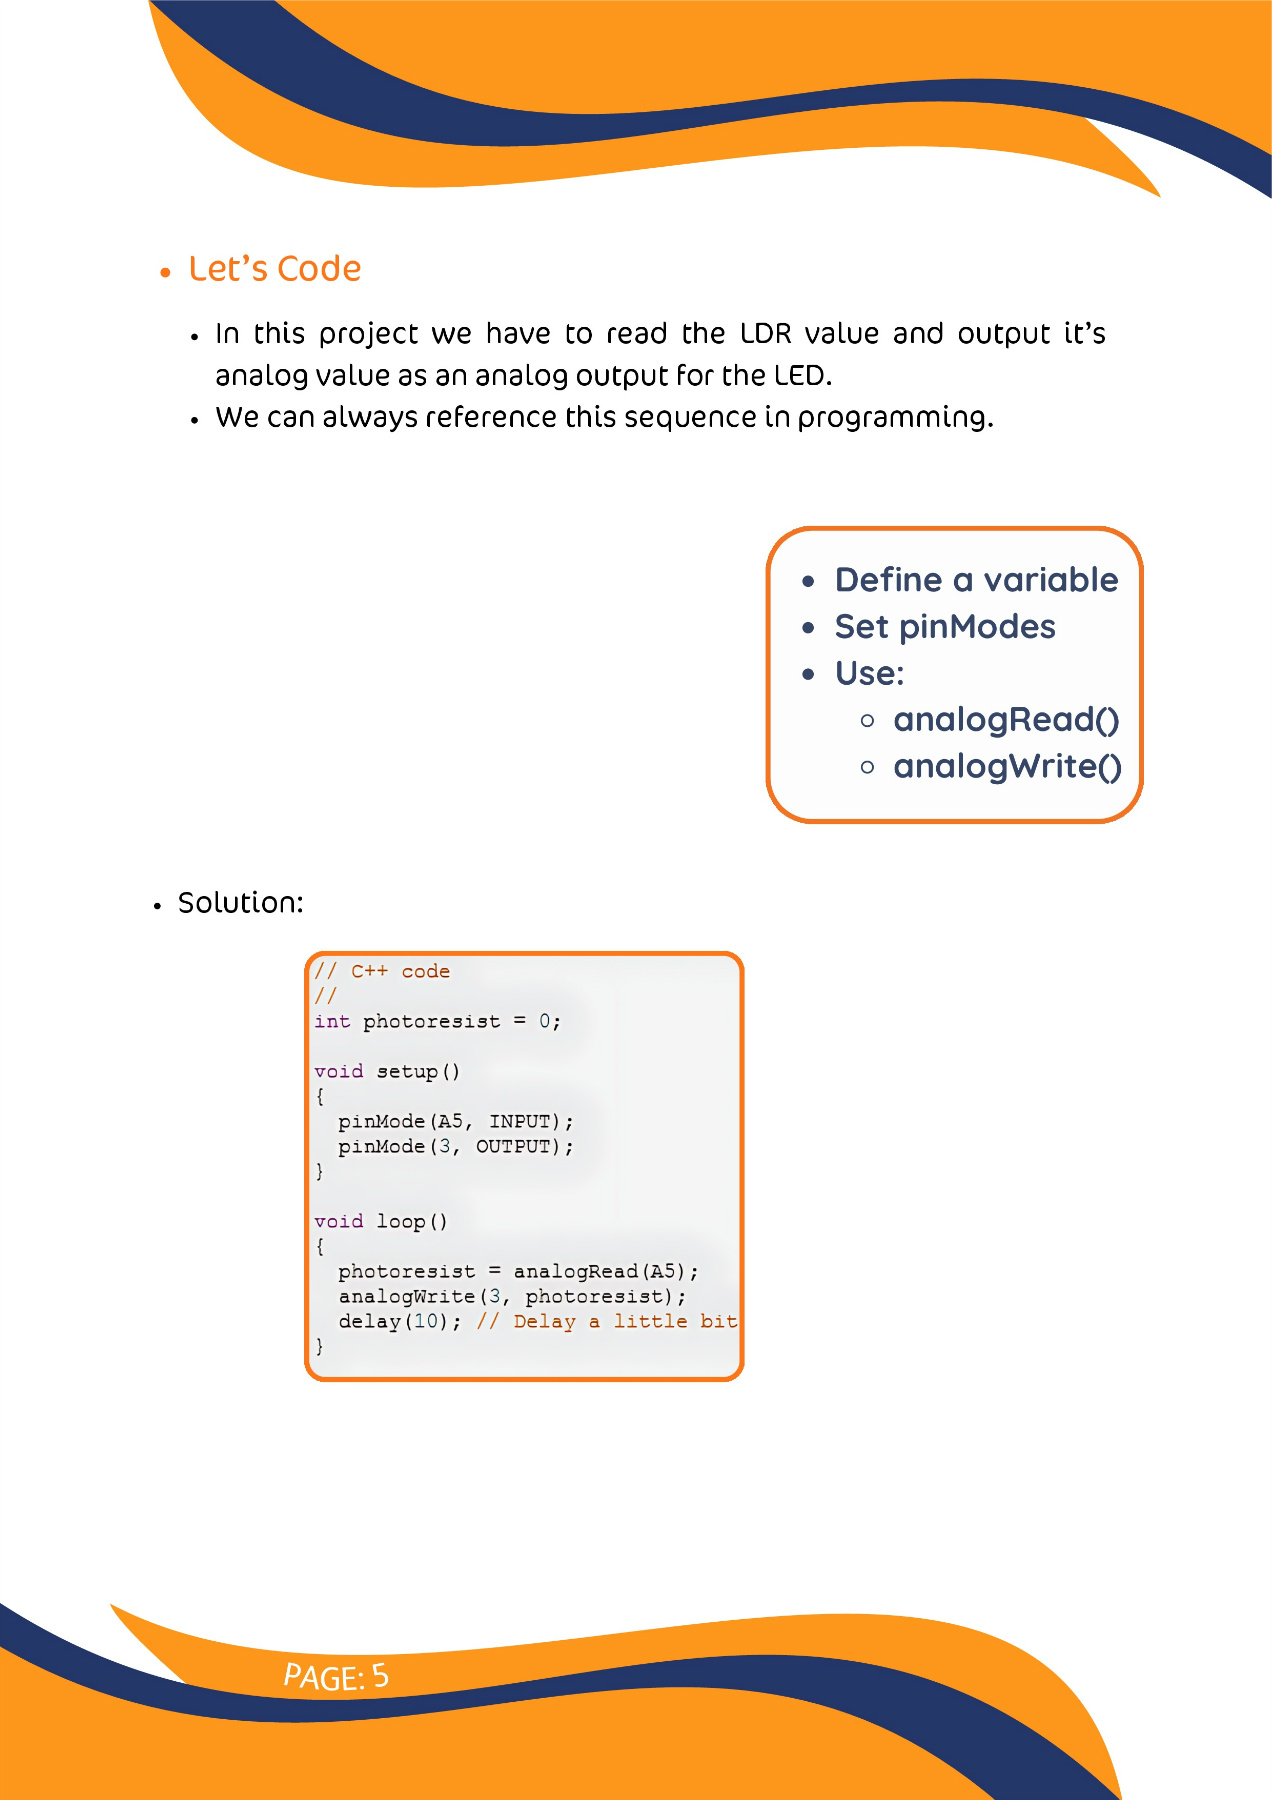 • Let's Code
• In this project we have to read the LDR value and output it's
analog value as an analog output for the LED.
• We can always reference this sequence in programming.
• Define a variable
• Set pinModes
• Use:
○ analogRead()
○ analogWrite()
• Solution:
// C++ code
//
int photoresist = 0;
void setup()
{
pinMode(A5, INPUT);
pinMode(3, OUTPUT);
}
void loop()
{
photoresist = analogRead(A5);
analogWrite(3, photoresist);
delay(10); // Delay a little bit
}
PAGE: 5